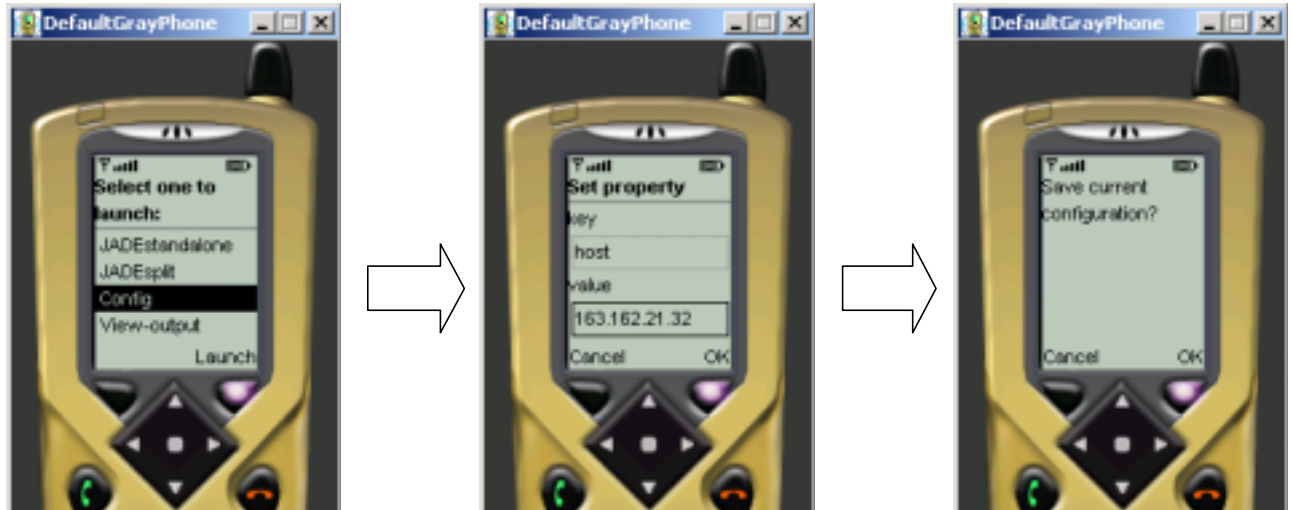 DefaultGrayPhone
Select one to
launch:
JADEstandalone
JADEsplit
Config
View-output
Launch
DefaultGrayPhone
Set property
key
host
value
163.162.21.32
Cancel OK
DefaultGrayPhone
Save current
configuration?
Cancel OK